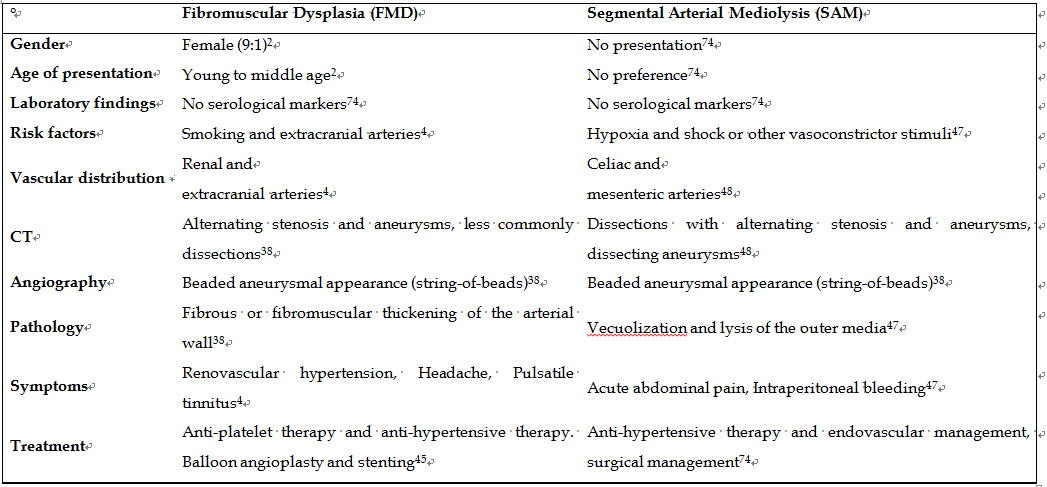 Fibromuscular Dysplasia (FMD) Segmental Arterial Mediolysis (SAM)
Gender Female (9:1)2 No presentation74
Age of presentation Young to middle age2 No preference74
Laboratory findings No serological markers74 No serological markers74
Risk factors Smoking and extracranial arteries4 Hypoxia and shock or other vasoconstrictor stimuli47
Vascular distribution
Renal and
extracranial arteries4
Celiac and
mesenteric arteries48
CT
Alternating stenosis and aneurysms, less commonly
dissections38
Dissections with alternating stenosis and aneurysms,
dissecting aneurysms48
Angiography Beaded aneurysmal appearance (string-of-beads)38 Beaded aneurysmal appearance (string-of-beads)38
Pathology
Fibrous or fibromuscular thickening of the arterial
wall38
Vecuolization and lysis of the outer media47
Symptoms
Renovascular hypertension, Headache, Pulsatile
tinnitus4
Acute abdominal pain, Intraperitoneal bleeding47
Treatment
Anti-platelet therapy and anti-hypertensive therapy.
Balloon angioplasty and stenting45
Anti-hypertensive therapy and endovascular management,
surgical management74